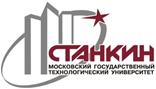 СТАНКИН
МОСКОВСКИЙ ГОСУДАРСТВЕННЫЙ
ТЕХНОЛОГИЧЕСКИЙ УНИВЕРСИТЕТ